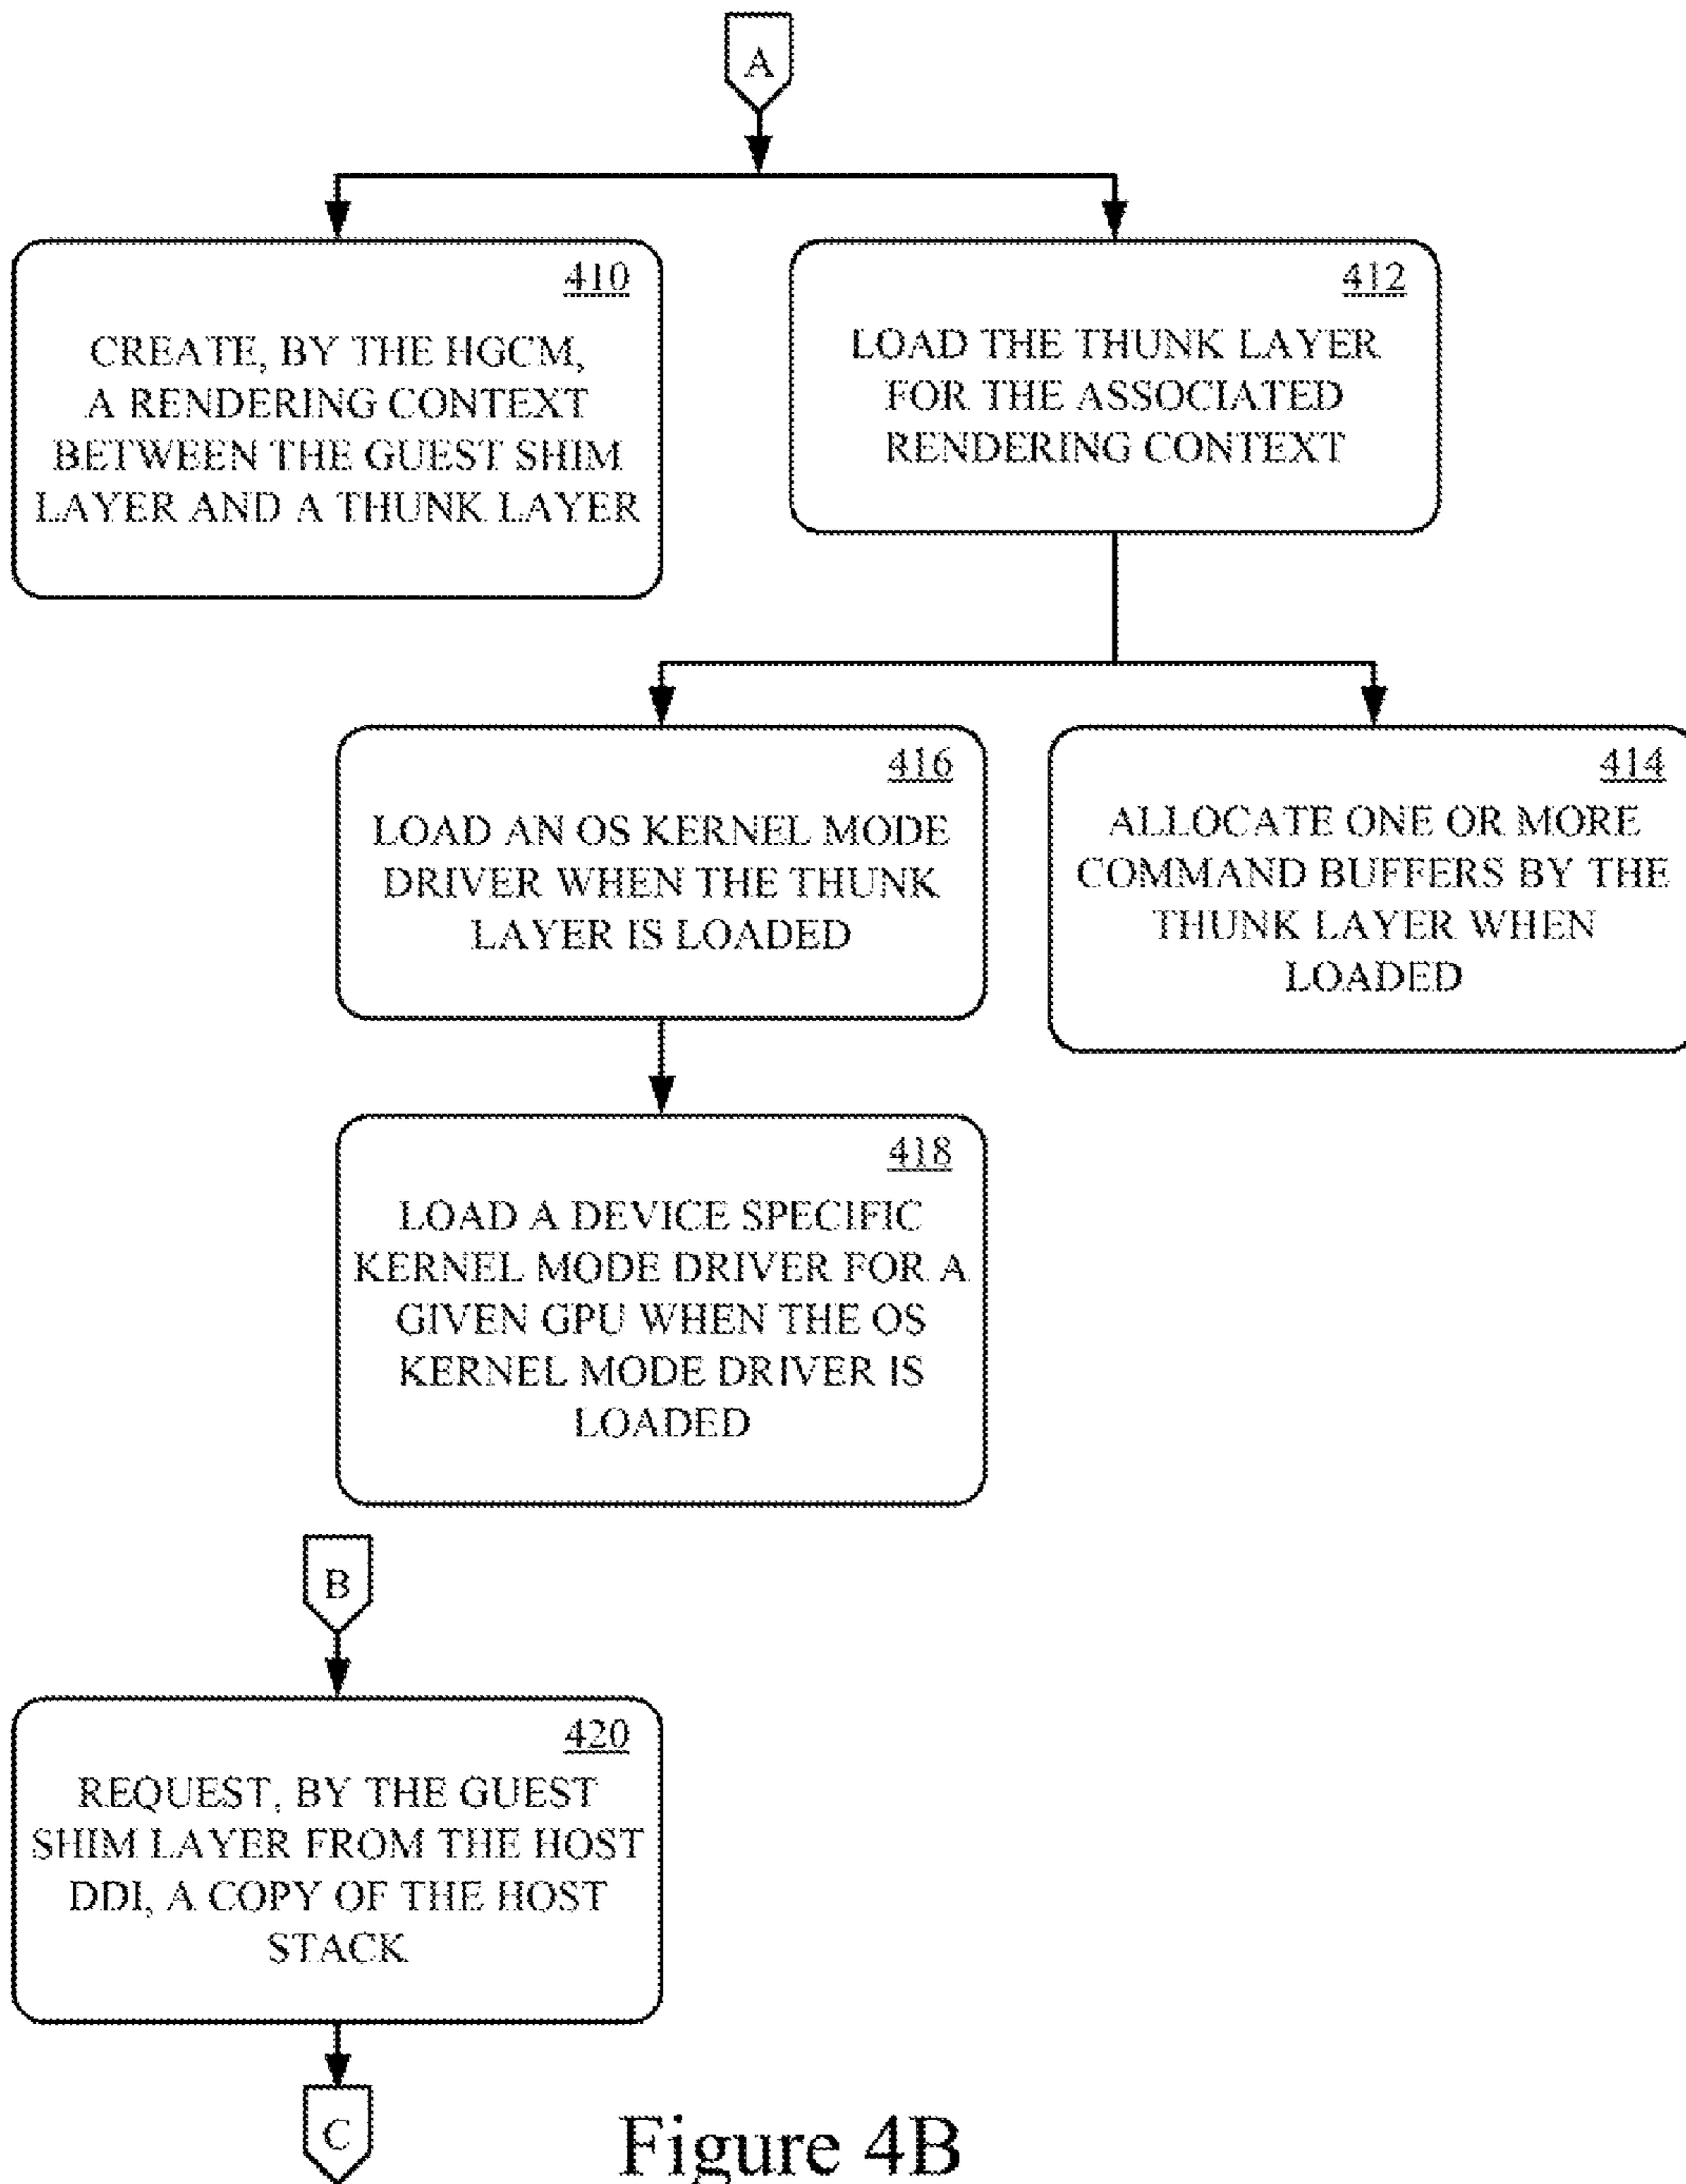 A
410
CREATE, BY THE HGCM,
A RENDERING CONTEXT
BETWEEN THE GUEST SHIM
LAYER AND A THUNK LAYER
412
LOAD THE THUNK LAYER
FOR THE ASSOCIATED
RENDERING CONTEXT
416
LOAD AN OS KERNEL MODE
DRIVER WHEN THE THUNK
LAYER IS LOADED
414
ALLOCATE ONE OR MORE
COMMAND BUFFERS BY THE
THUNK LAYER WHEN
LOADED
418
LOAD A DEVICE SPECIFIC
KERNEL MODE DRIVER FOR A
GIVEN GPU WHEN THE OS
KERNEL MODE DRIVER IS
LOADED
B
420
REQUEST, BY THE GUEST
SHIM LAYER FROM THE HOST
DDI, A COPY OF THE HOST
STACK
C
Figure 4B